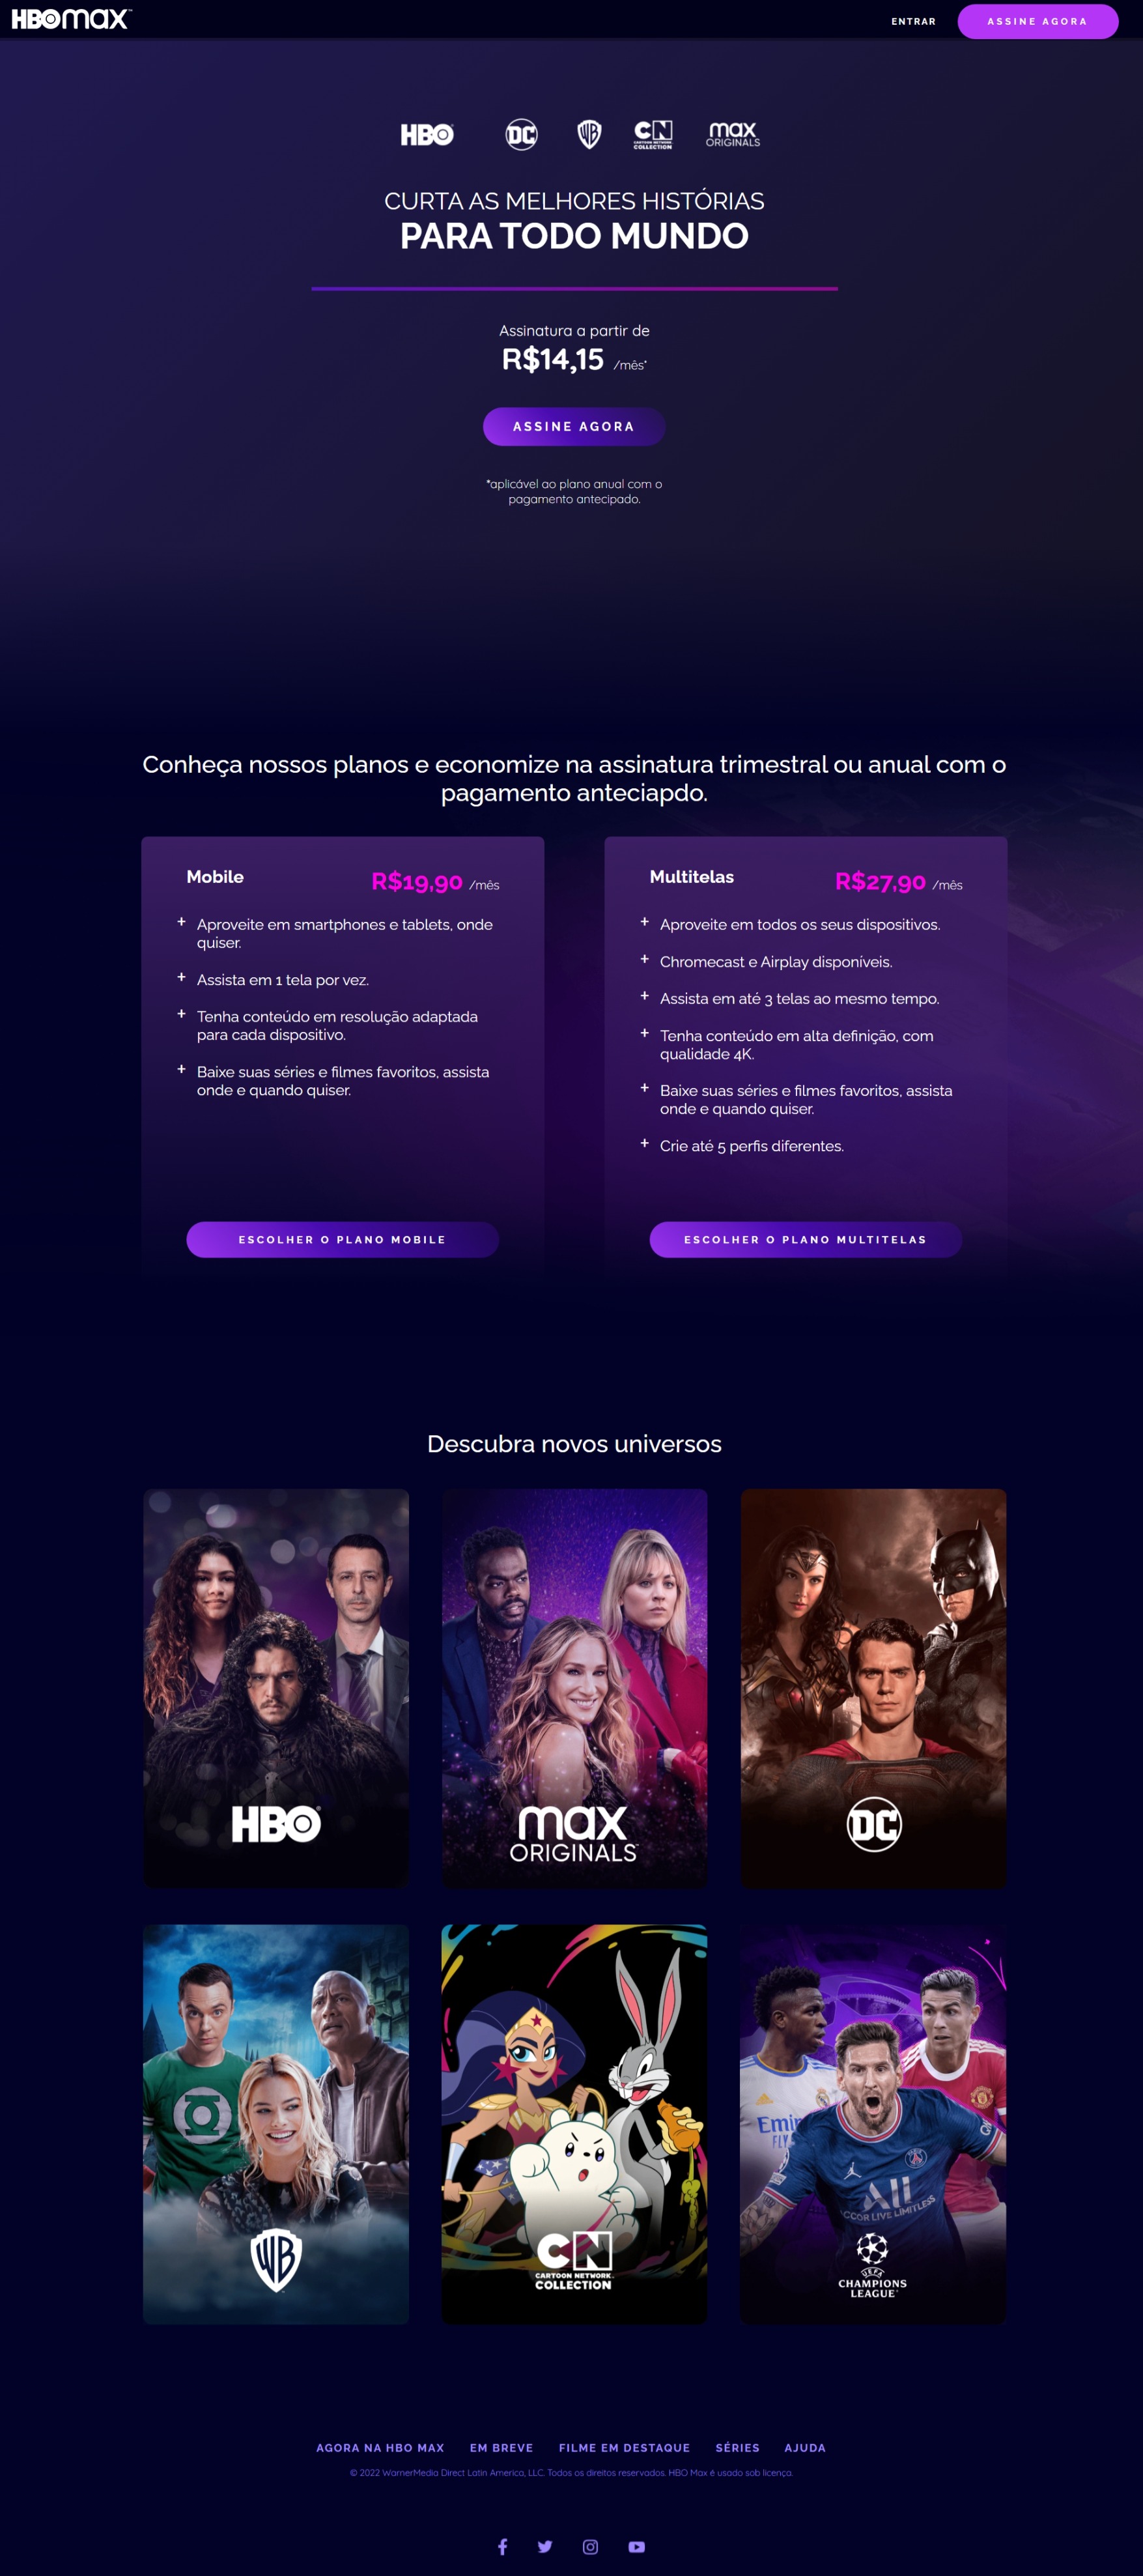 HBOmax™
ENTRAR
ASSINE AGORA
HBO DC WB CN CARTOON NETWORK COLLECTION max ORIGINALS
CURTA AS MELHORES HISTÓRIAS
PARA TODO MUNDO
Assinatura a partir de
R$14,15 /mês*
ASSINE AGORA
*aplicável ao plano anual com o
pagamento antecipado.
Conheça nossos planos e economize na assinatura trimestral ou anual com o
pagamento anteciapdo.
Mobile R$19,90 /mês
+ Aproveite em smartphones e tablets, onde
quiser.
+ Assista em 1 tela por vez.
+ Tenha conteúdo em resolução adaptada
para cada dispositivo.
+ Baixe suas séries e filmes favoritos, assista
onde e quando quiser.
ESCOLHER O PLANO MOBILE
Multitelas R$27,90 /mês
+ Aproveite em todos os seus dispositivos.
+ Chromecast e Airplay disponíveis.
+ Assista em até 3 telas ao mesmo tempo.
+ Tenha conteúdo em alta definição, com
qualidade 4K.
+ Baixe suas séries e filmes favoritos, assista
onde e quando quiser.
+ Crie até 5 perfis diferentes.
ESCOLHER O PLANO MULTITELAS
Descubra novos universos
HBO®
max
ORIGINALS
DC
WB
CN
CARTOON NETWORK
COLLECTION
FLY
ALL
ACCOR LIVE LIMITLESS
UEFA
CHAMPIONS
LEAGUE
AGORA NA HBO MAX EM BREVE FILME EM DESTAQUE SÉRIES AJUDA
© 2022 WarnerMedia Direct Latin America, LLC. Todos os direitos reservados. HBO Max é usado sob licença.